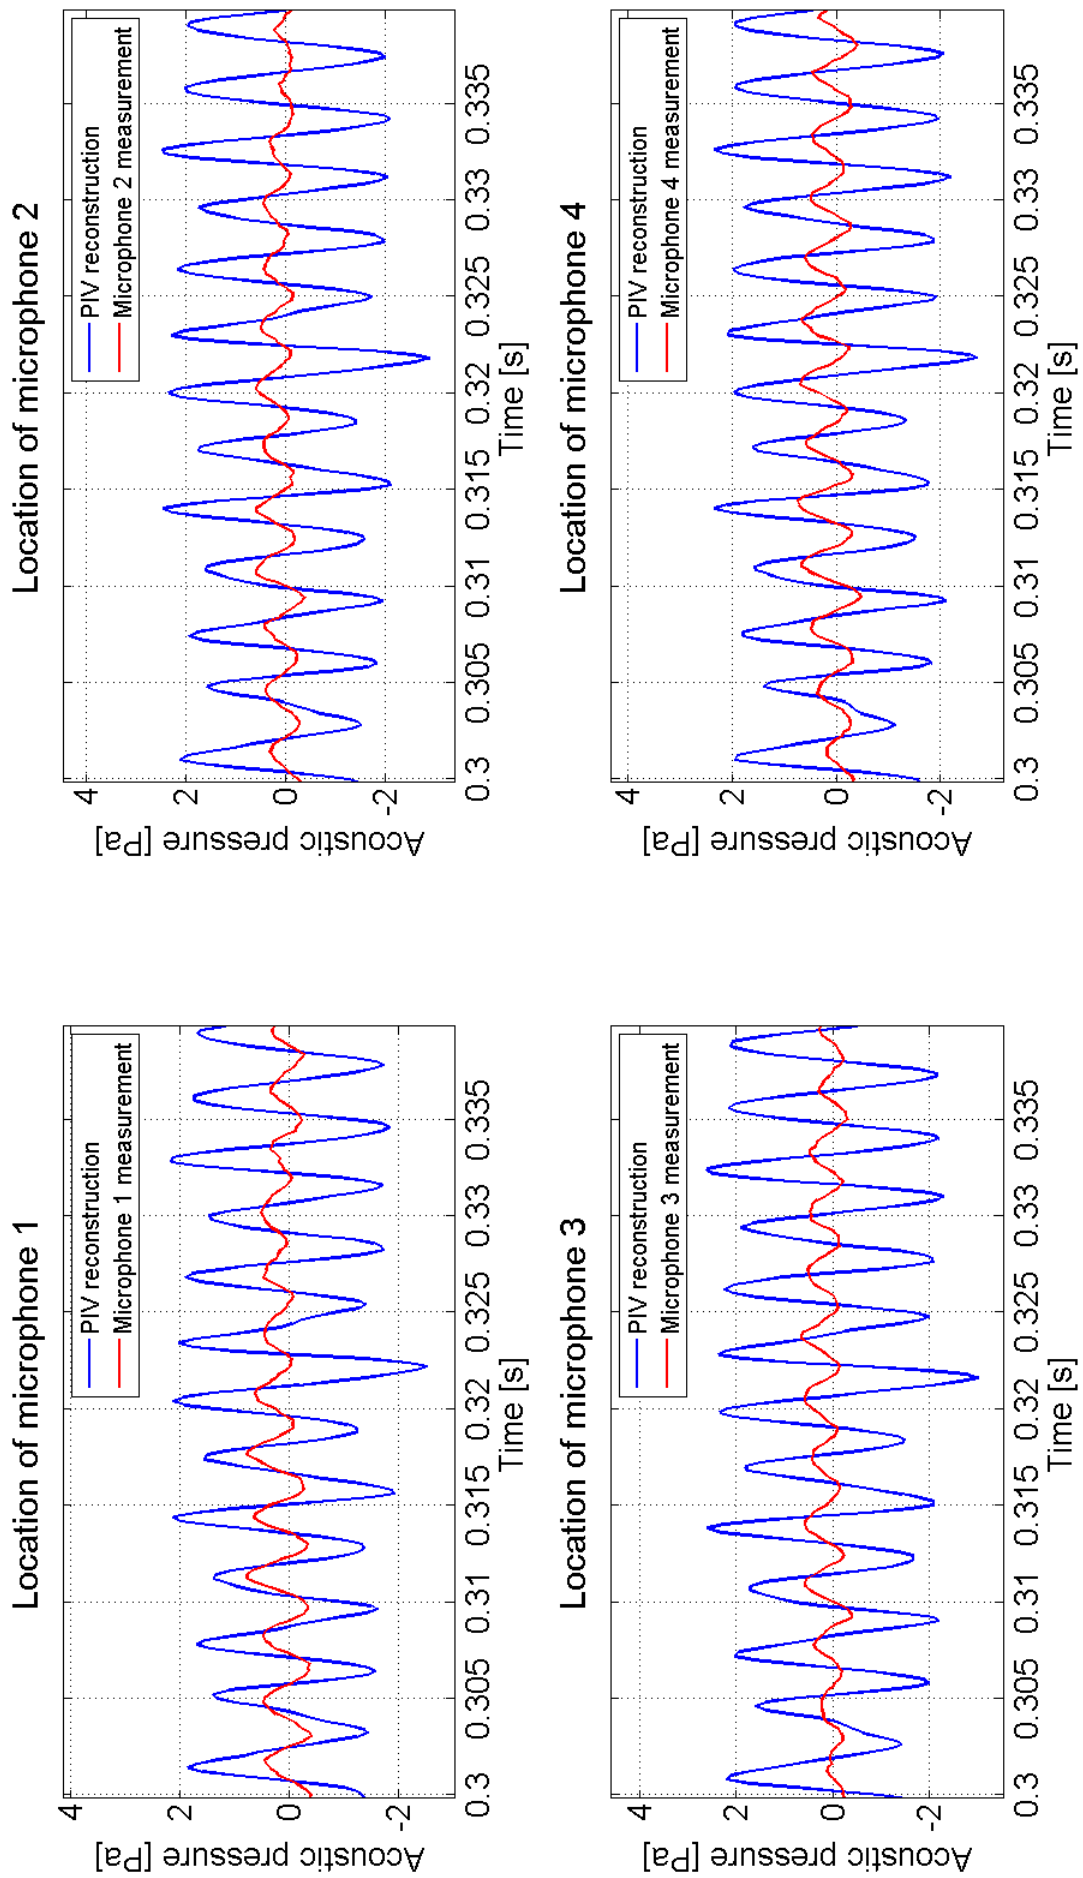 Location of microphone 1
PIV reconstruction
Microphone 1 measurement
Acoustic pressure [Pa]
4
2
0
-2
0.3
0.305
0.31
0.315
0.32
0.325
0.33
0.335
Time [s]
Location of microphone 2
PIV reconstruction
Microphone 2 measurement
Acoustic pressure [Pa]
4
2
0
-2
0.3
0.305
0.31
0.315
0.32
0.325
0.33
0.335
Time [s]
Location of microphone 3
PIV reconstruction
Microphone 3 measurement
Acoustic pressure [Pa]
4
2
0
-2
0.3
0.305
0.31
0.315
0.32
0.325
0.33
0.335
Time [s]
Location of microphone 4
PIV reconstruction
Microphone 4 measurement
Acoustic pressure [Pa]
4
2
0
-2
0.3
0.305
0.31
0.315
0.32
0.325
0.33
0.335
Time [s]